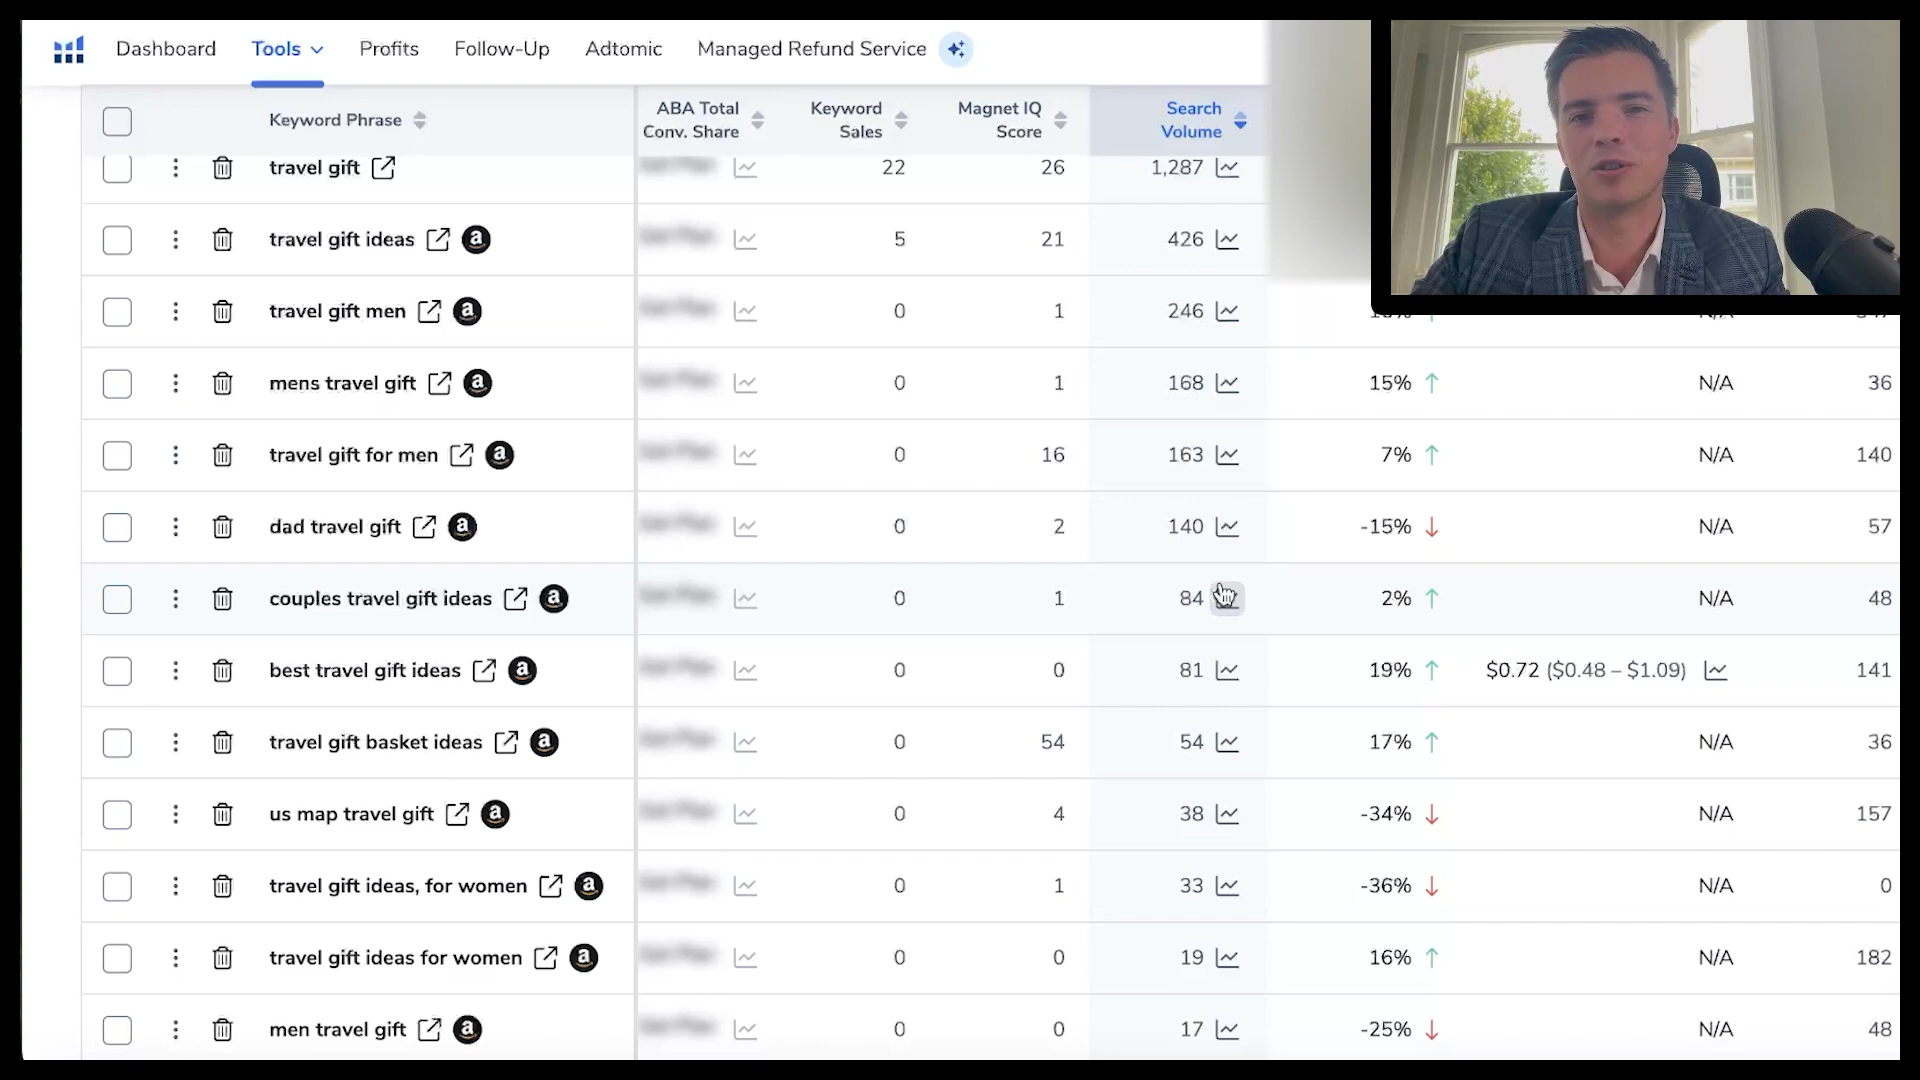 Dashboard Tools Profits Follow-Up Adtomic Managed Refund Service
Keyword Phrase ABA Total Conv. Share Keyword Sales Magnet IQ Score Search Volume
travel gift 22 26 1,287
travel gift ideas a 5 21 426
travel gift men a 0 1 246
mens travel gift a 0 1 168 15% N/A 36
travel gift for men a 0 16 163 7% N/A 140
dad travel gift a 0 2 140 -15% N/A 57
couples travel gift ideas a 0 1 84 2% N/A 48
best travel gift ideas a 0 0 81 19% $0.72 ($0.48 – $1.09) 141
travel gift basket ideas a 0 54 54 17% N/A 36
us map travel gift a 0 4 38 -34% N/A 157
travel gift ideas, for women a 0 1 33 -36% N/A 0
travel gift ideas for women a 0 0 19 16% N/A 182
men travel gift a 0 0 17 -25% N/A 48